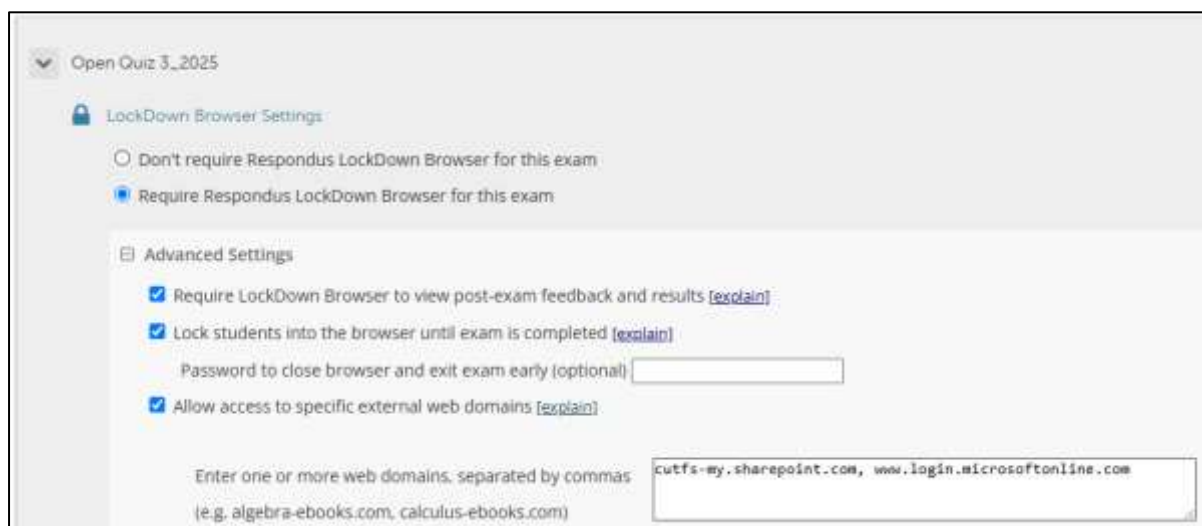 Open Quiz 3_2025
LockDown Browser Settings
Don't require Respondus LockDown Browser for this exam
Require Respondus LockDown Browser for this exam
Advanced Settings
Require LockDown Browser to view post-exam feedback and results [explain]
Lock students into the browser until exam is completed [explain]
Password to close browser and exit exam early (optional)
Allow access to specific external web domains [explain]
Enter one or more web domains, separated by commas
(e.g. algebra-ebooks.com, calculus-ebooks.com)
cutfs-my.sharepoint.com, www.login.microsoftonline.com